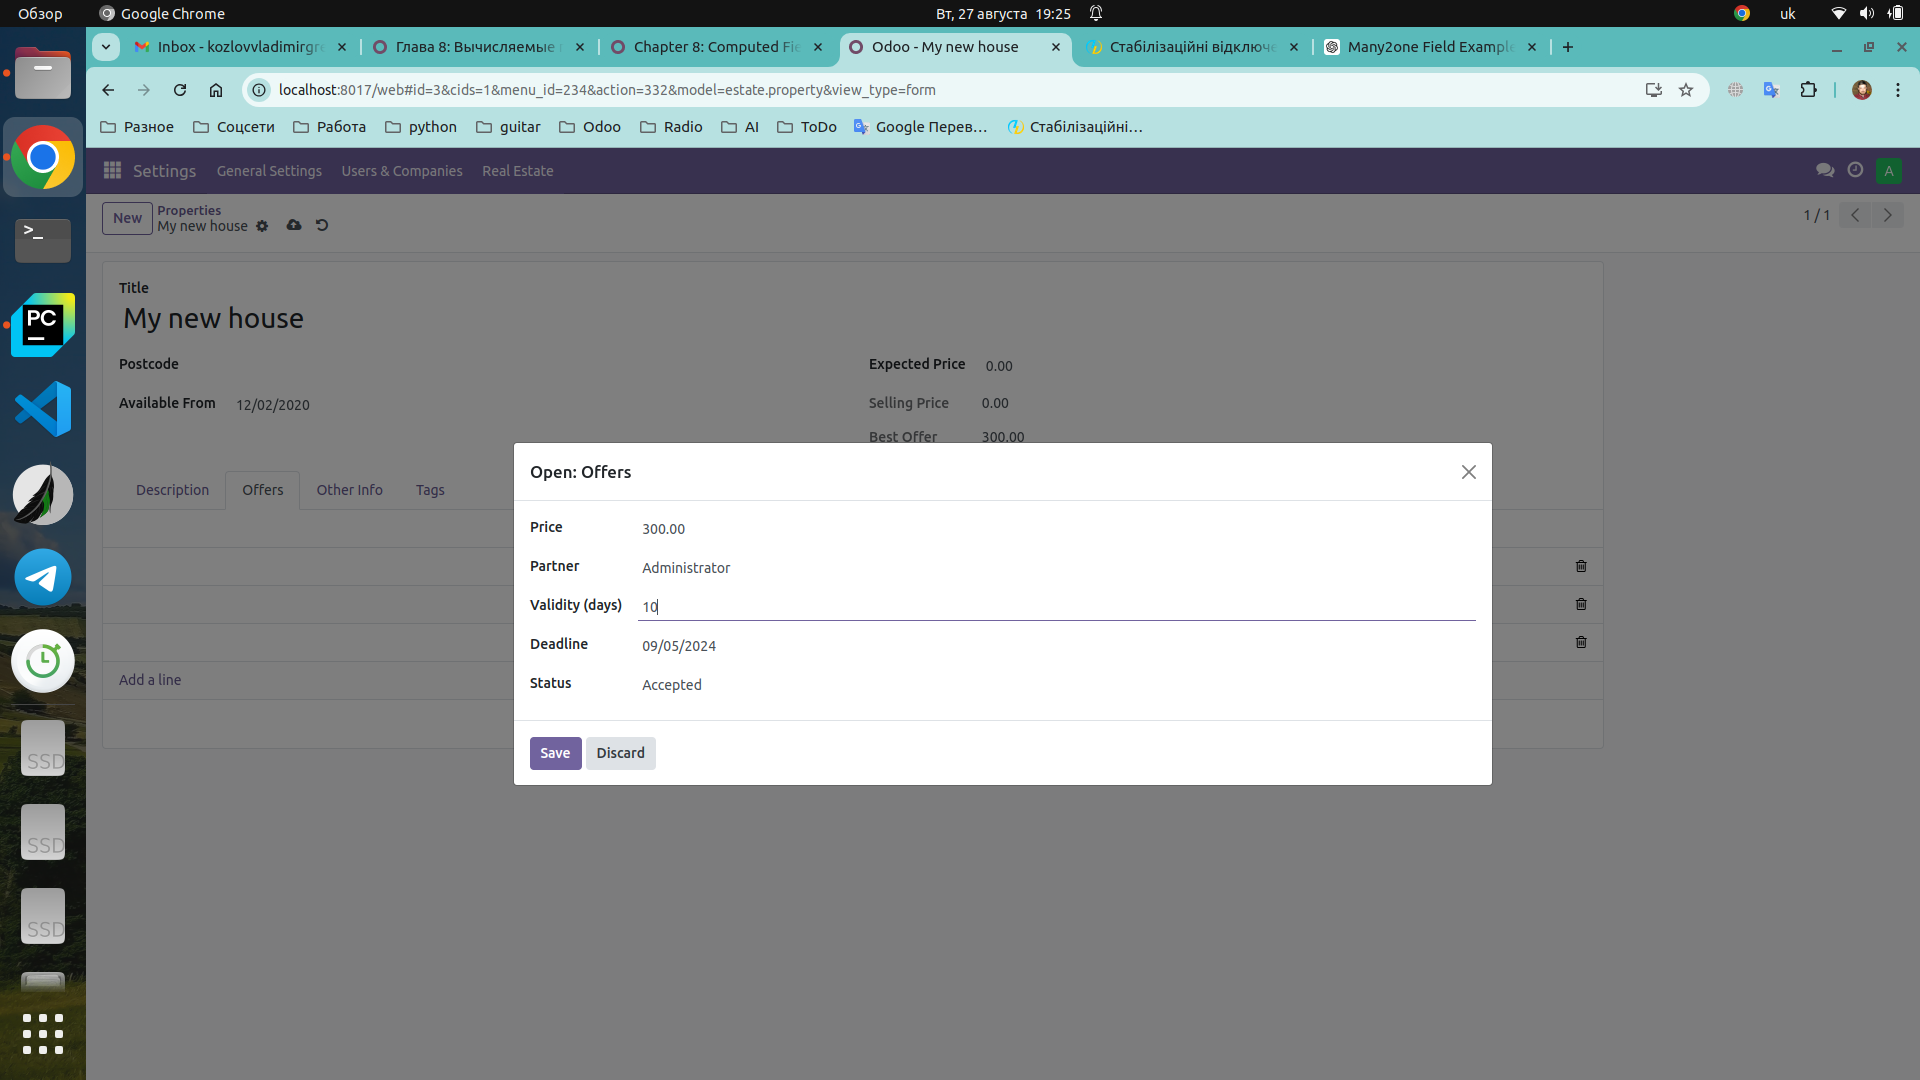 Обзор
Google Chrome
Вт, 27 августа 19:25
uk
Inbox - kozlovvladimirgr
Глава 8: Вычисляемые
Chapter 8: Computed Fie
Odoo - My new house
Стабілізаційні відключе
Many2one Field Example
localhost:8017/web#id=3&cids=1&menu_id=234&action=332&model=estate.property&view_type=form
Разное
Соцсети
Работа
python
guitar
Odoo
Radio
AI
ToDo
Google Перев…
Стабілізаційні…
Settings
General Settings
Users & Companies
Real Estate
A
New
Properties
My new house
1 / 1
Title
My new house
Postcode
Expected Price 0.00
Available From 12/02/2020
Selling Price 0.00
Best Offer 300.00
Description
Offers
Other Info
Tags
Add a line
Open: Offers
Price 300.00
Partner Administrator
Validity (days) 10
Deadline 09/05/2024
Status Accepted
Save
Discard
PC
SSD
SSD
SSD